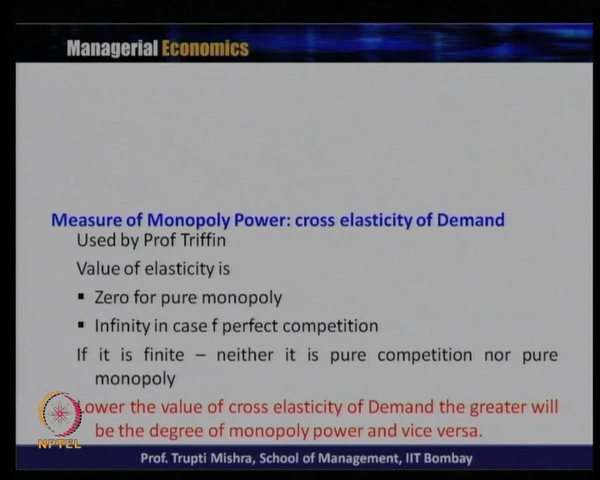 Managerial Economics
Measure of Monopoly Power: cross elasticity of Demand
Used by Prof Triffin
Value of elasticity is
▪ Zero for pure monopoly
▪ Infinity in case f perfect competition
If it is finite – neither it is pure competition nor pure
monopoly
Lower the value of cross elasticity of Demand the greater will
be the degree of monopoly power and vice versa.
NPTEL
Prof. Trupti Mishra, School of Management, IIT Bombay